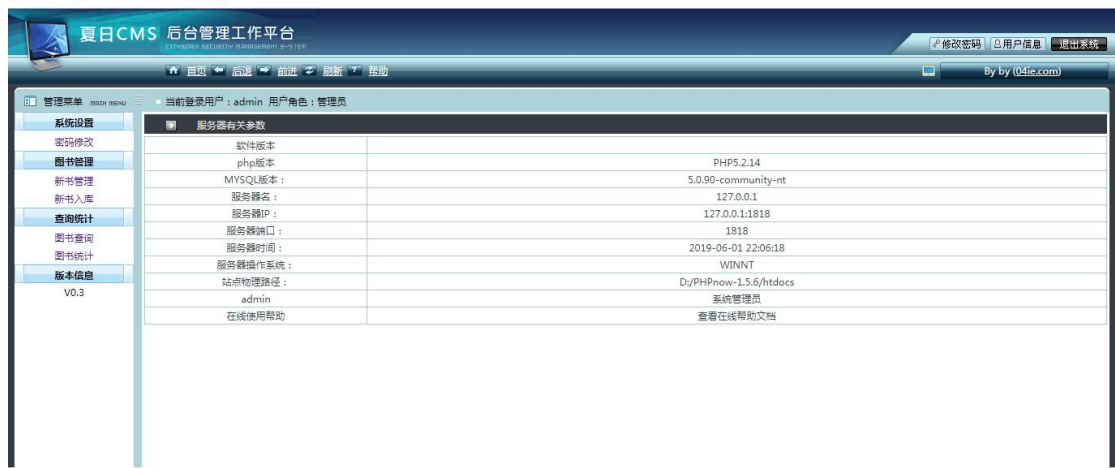 夏日CMS 后台管理工作平台
修改密码 用户信息 退出系统
首页 后退 前进 刷新 帮助
By by (04ie.com)
管理菜单 MAIN MENU
当前登录用户：admin 用户角色：管理员
系统设置
密码修改
图书管理
新书管理
新书入库
查询统计
图书查询
图书统计
版本信息
V0.3
服务器有关参数
软件版本
php版本 PHP5.2.14
MYSQL版本： 5.0.90-community-nt
服务器名： 127.0.0.1
服务器IP： 127.0.0.1:1818
服务器端口： 1818
服务器时间： 2019-06-01 22:06:18
服务器操作系统： WINNT
站点物理路径： D:/PHPnow-1.5.6/htdocs
admin 系统管理员
在线使用帮助 查看在线帮助文档